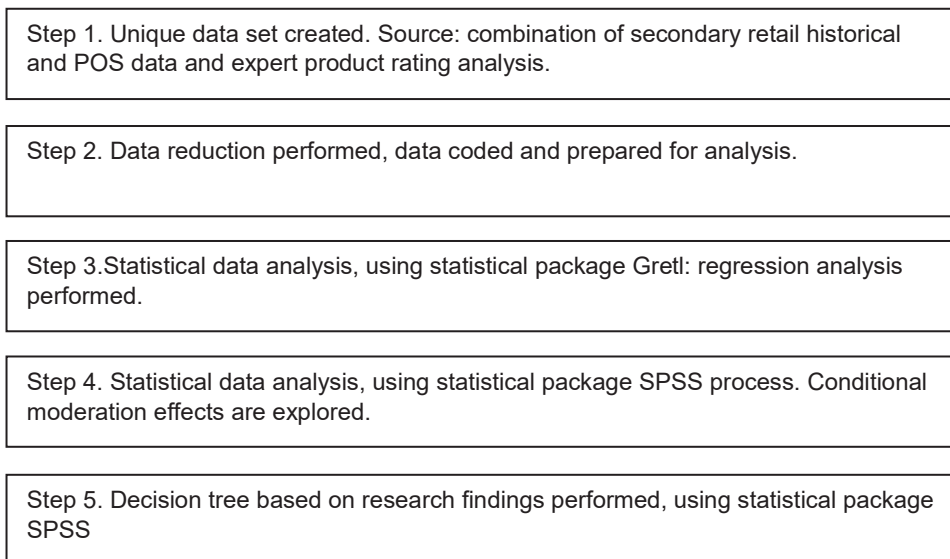 Step 1. Unique data set created. Source: combination of secondary retail historical
and POS data and expert product rating analysis.
Step 2. Data reduction performed, data coded and prepared for analysis.
Step 3.Statistical data analysis, using statistical package Gretl: regression analysis
performed.
Step 4. Statistical data analysis, using statistical package SPSS process. Conditional
moderation effects are explored.
Step 5. Decision tree based on research findings performed, using statistical package
SPSS